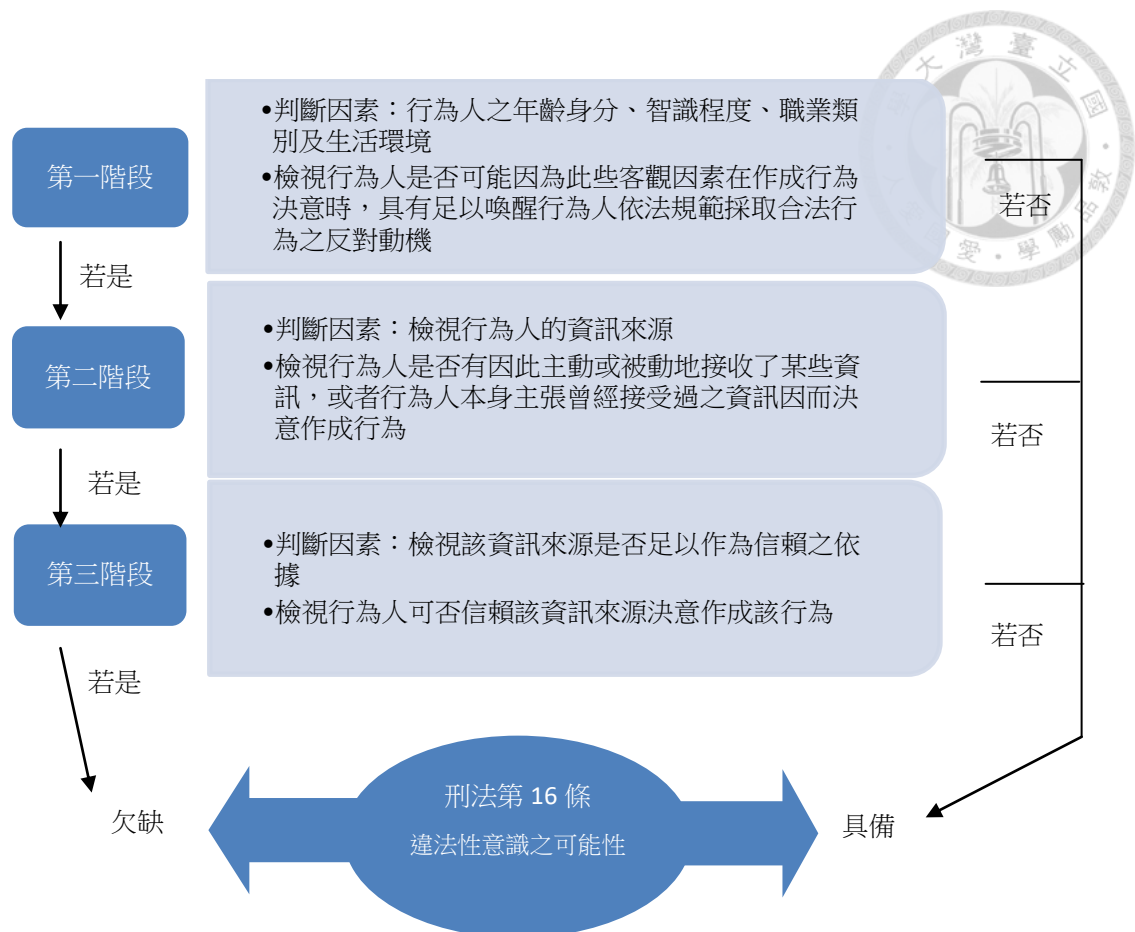 第一階段
•判斷因素：行為人之年齡身分、智識程度、職業類
別及生活環境
•檢視行為人是否可能因為此些客觀因素在作成行為
決意時，具有足以喚醒行為人依法規範採取合法行
為之反對動機
若否
若是
第二階段
•判斷因素：檢視行為人的資訊來源
•檢視行為人是否有因此主動或被動地接收了某些資
訊，或者行為人本身主張曾經接受過之資訊因而決
意作成行為
若否
若是
第三階段
•判斷因素：檢視該資訊來源是否足以作為信賴之依
據
•檢視行為人可否信賴該資訊來源決意作成該行為
若否
若是
欠缺
刑法第 16 條
違法性意識之可能性
具備